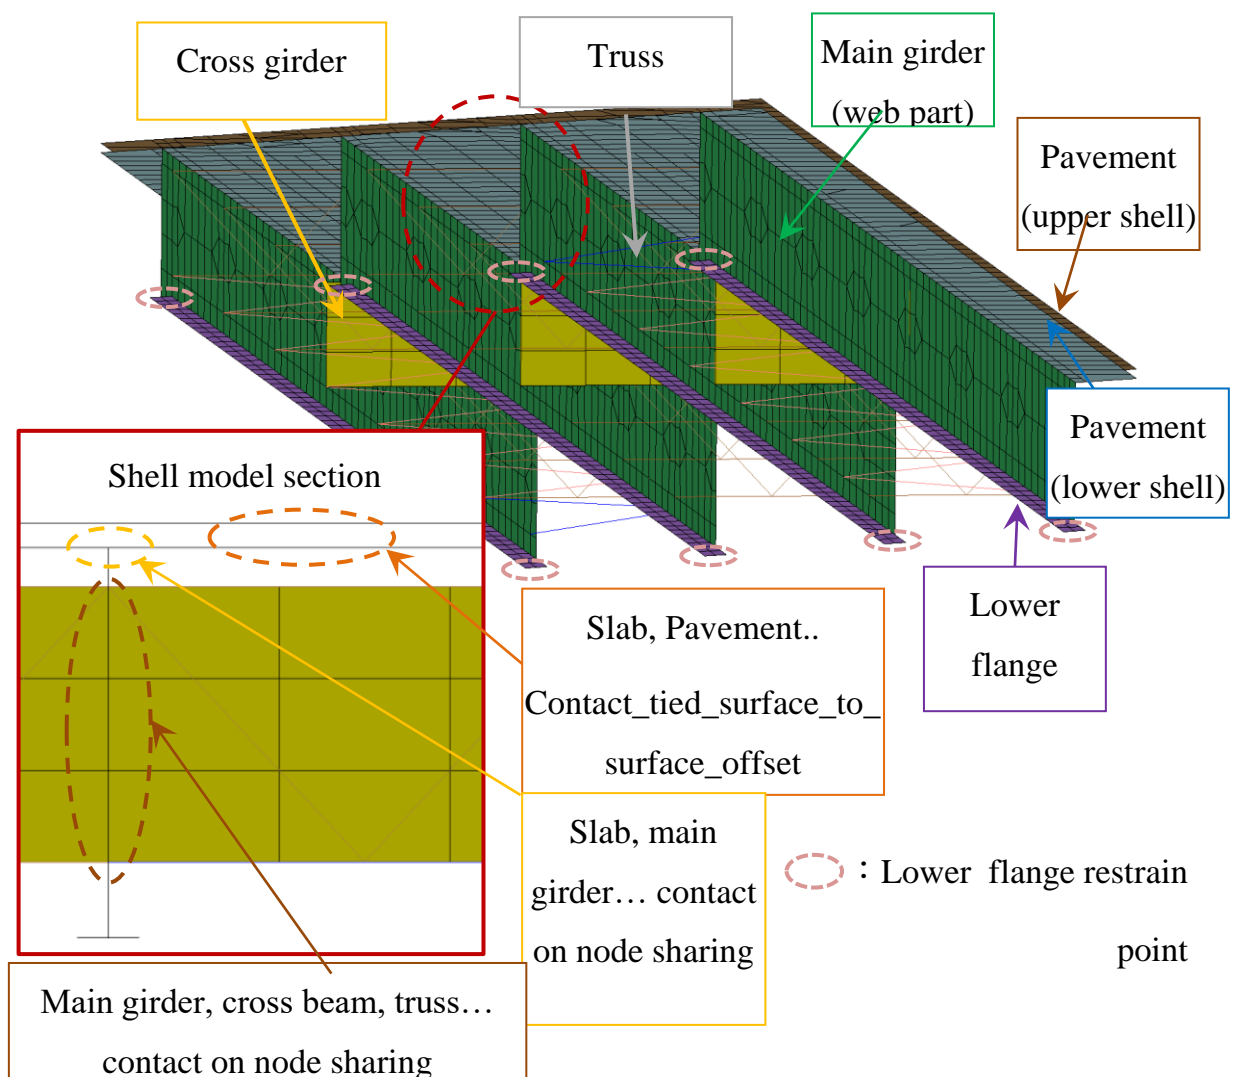 Cross girder
Truss
Main girder
(web part)
Pavement
(upper shell)
Pavement
(lower shell)
Shell model section
Lower
flange
Slab, Pavement..
Contact_tied_surface_to_
surface_offset
Slab, main
girder… contact
on node sharing
: Lower flange restrain
point
Main girder, cross beam, truss…
contact on node sharing